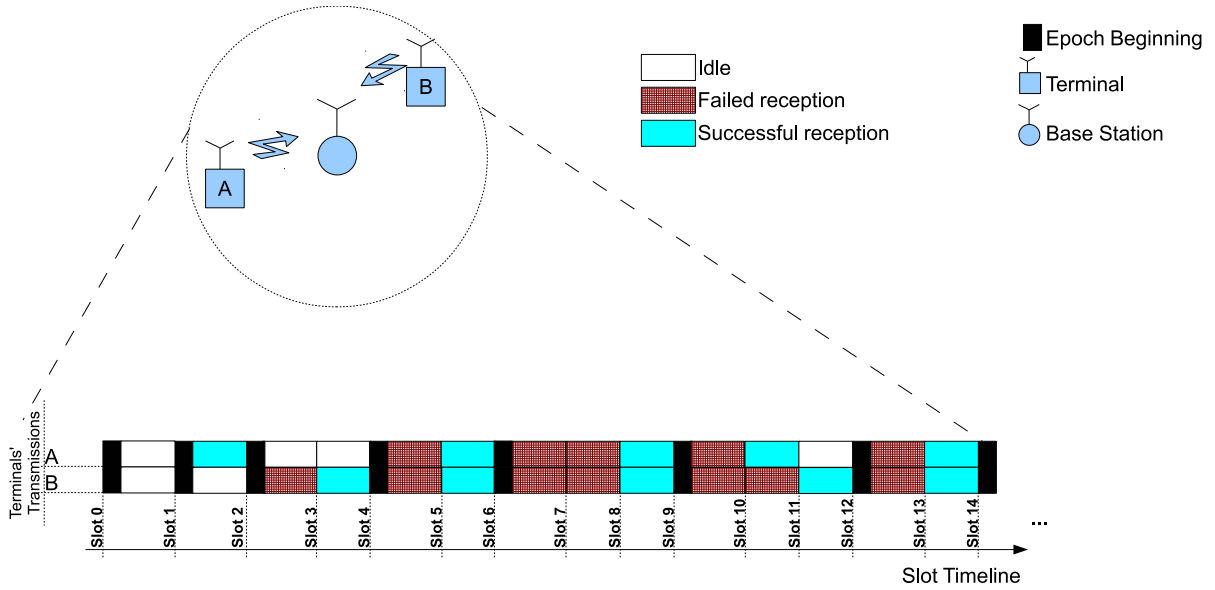 B
A
Idle
Failed reception
Successful reception
Epoch Beginning
Terminal
Base Station
Terminals'
Transmissions
A
B
Slot 0
Slot 1
Slot 2
Slot 3
Slot 4
Slot 5
Slot 6
Slot 7
Slot 8
Slot 9
Slot 10
Slot 11
Slot 12
Slot 13
Slot 14
...
Slot Timeline